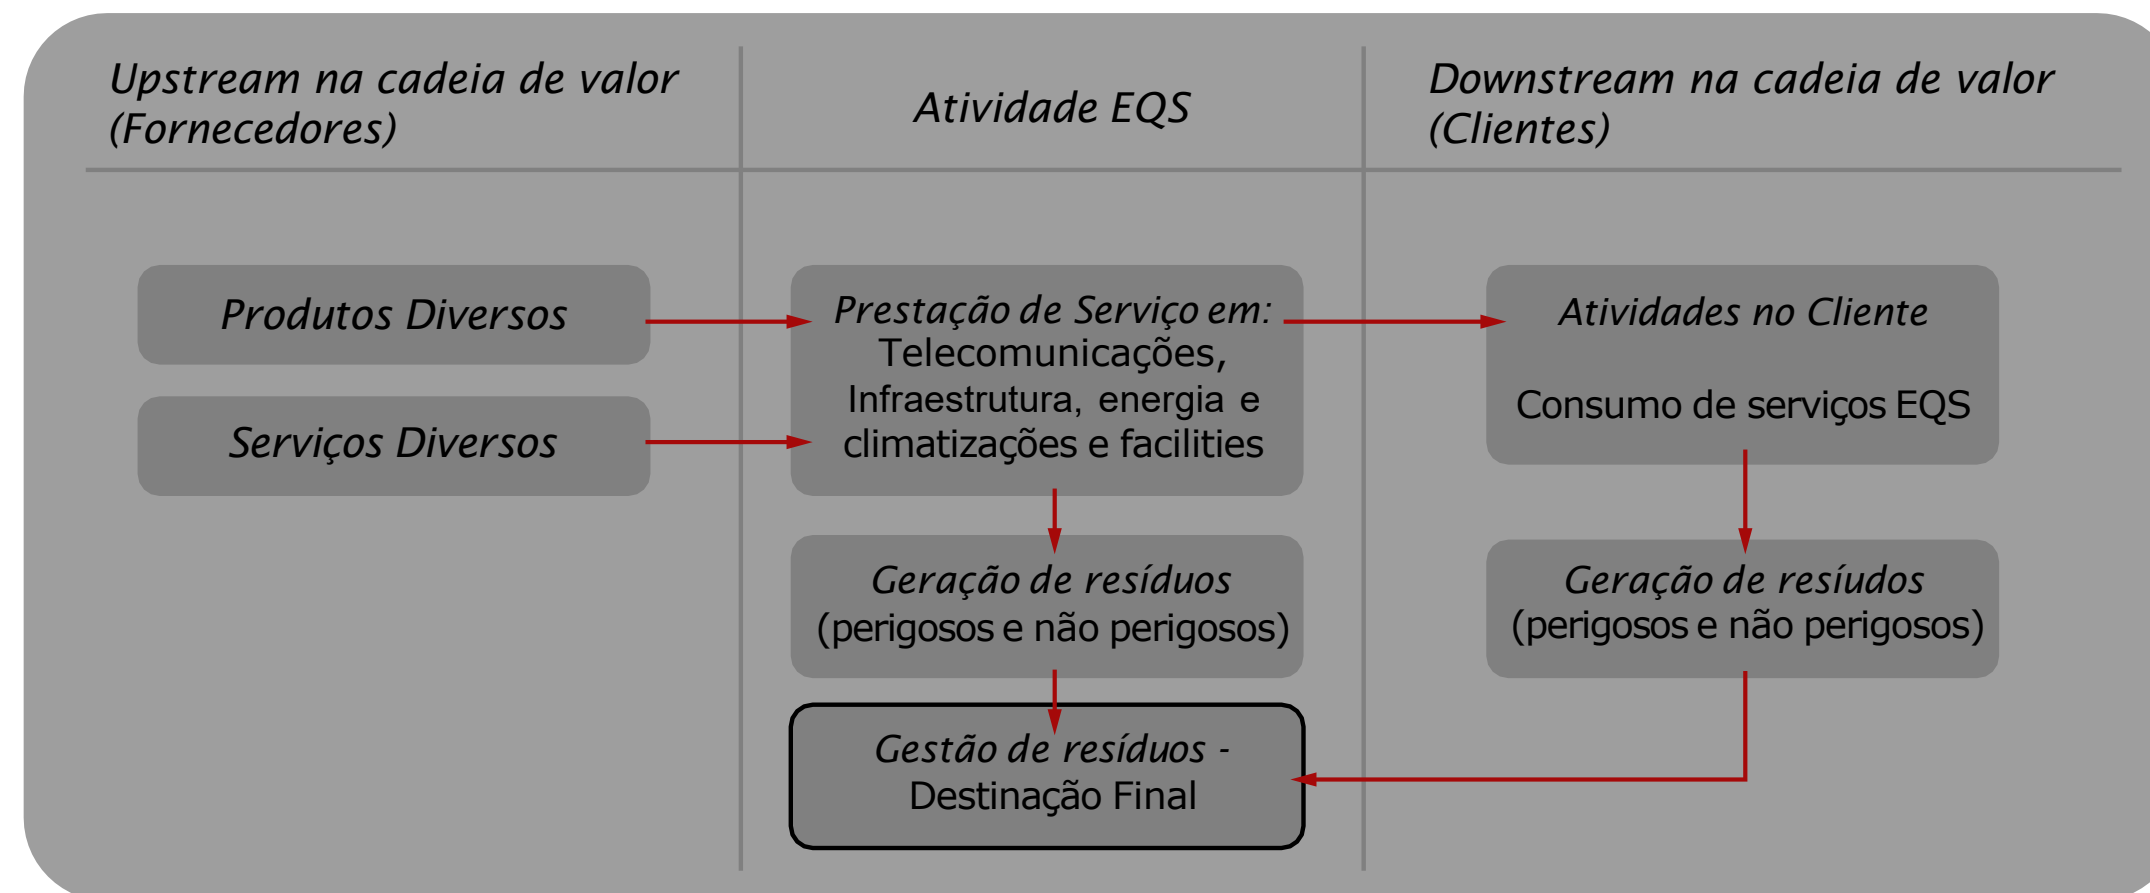 Upstream na cadeia de valor
(Fornecedores)
Atividade EQS
Downstream na cadeia de valor
(Clientes)
Produtos Diversos
Serviços Diversos
Prestação de Serviço em:
Telecomunicações,
Infraestrutura, energia e
climatizações e facilities
Geração de resíduos
(perigosos e não perigosos)
Gestão de resíduos -
Destinação Final
Atividades no Cliente
Consumo de serviços EQS
Geração de resíudos
(perigosos e não perigosos)